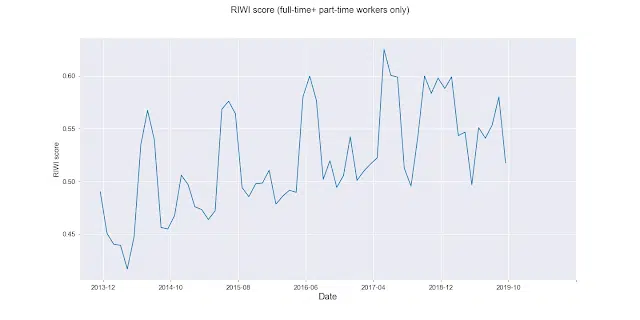 RIWI score (full-time+ part-time workers only)
RIWI score
0.60
0.55
0.50
0.45
2013-12 2014-10 2015-08 2016-06 2017-04 2018-12 2019-10
Date